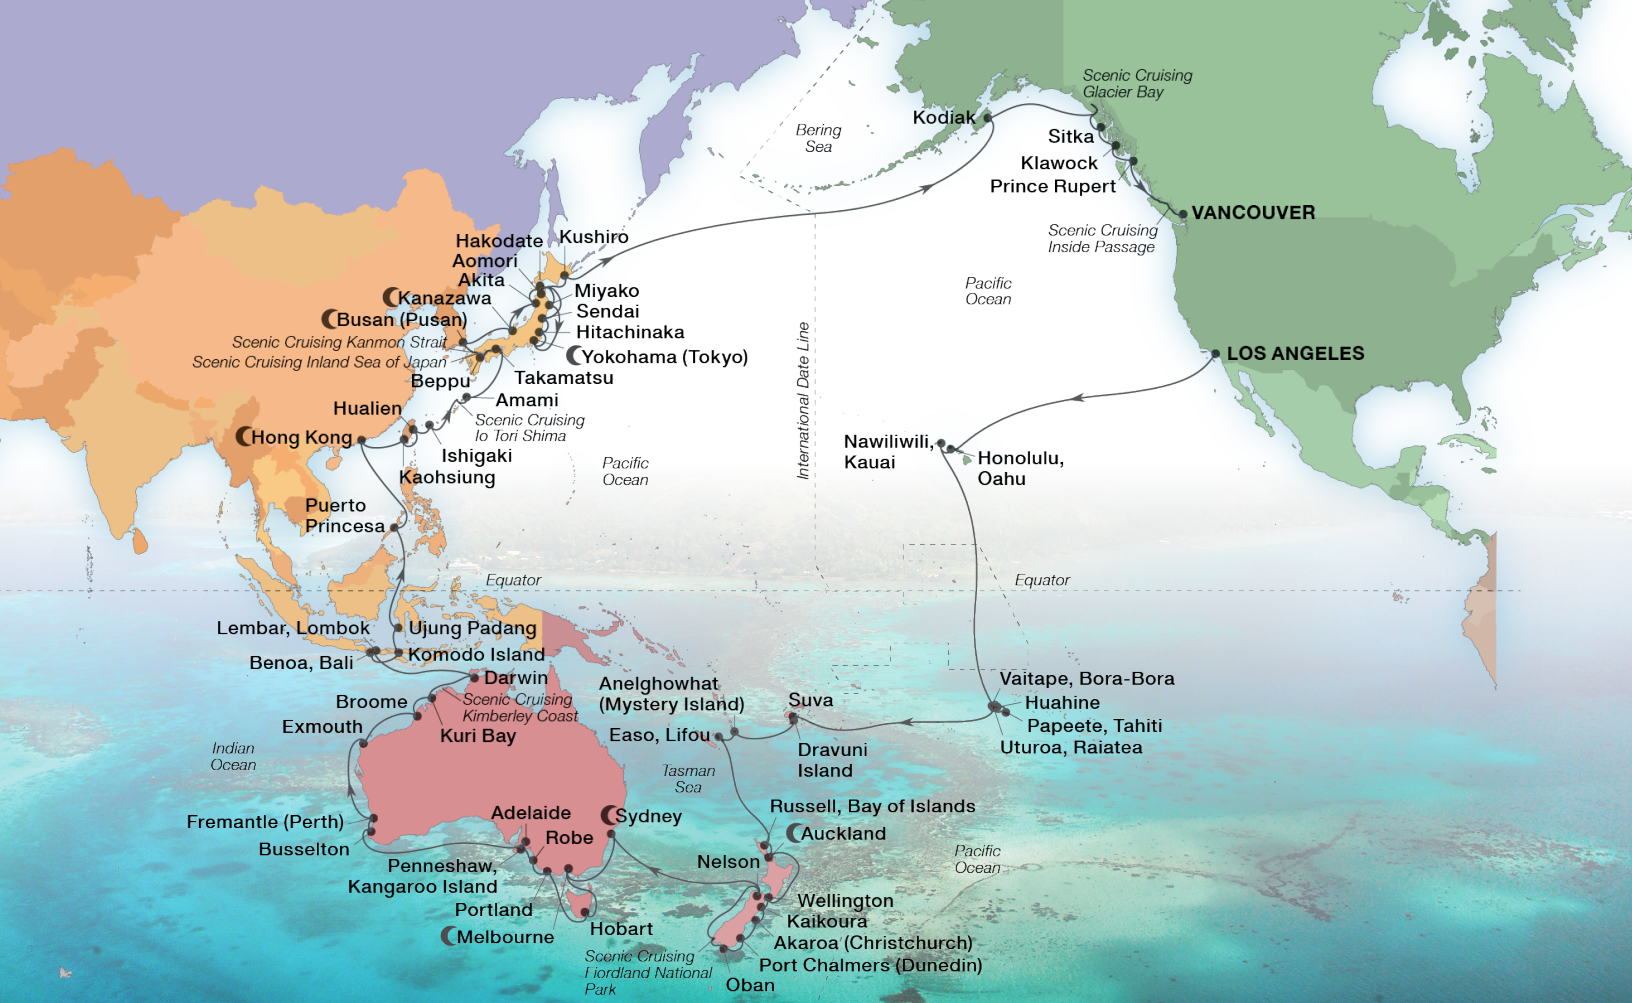 Scenic Cruising
Glacier Bay
Kodiak
Bering
Sea
Sitka
Klawock
Prince Rupert
VANCOUVER
Scenic Cruising
Inside Passage
Hakodate
Kushiro
Aomori
Akita
Kanazawa
Miyako
Sendai
Busan (Pusan)
Hitachinaka
Scenic Cruising Kanmon Strait
Scenic Cruising Inland Sea of Japan
Yokohama (Tokyo)
Pacific
Ocean
International Date Line
LOS ANGELES
Beppu
Takamatsu
Amami
Hualien
Scenic Cruising
Io Tori Shima
Hong Kong
Ishigaki
Kaohsiung
Pacific
Ocean
Nawiliwili,
Kauai
Honolulu,
Oahu
Puerto
Princesa
Equator
Equator
Lembar, Lombok
Ujung Padang
Benoa, Bali
Komodo Island
Darwin
Broome
Scenic Cruising
Kimberley Coast
Exmouth
Kuri Bay
Anelghowhat
(Mystery Island)
Suva
Easo, Lifou
Dravuni
Island
Vaitape, Bora-Bora
Huahine
Papeete, Tahiti
Uturoa, Raiatea
Indian
Ocean
Tasman
Sea
Fremantle (Perth)
Busselton
Adelaide
Robe
Sydney
Russell, Bay of Islands
Auckland
Nelson
Pacific
Ocean
Penneshaw,
Kangaroo Island
Portland
Melbourne
Hobart
Wellington
Kaikoura
Akaroa (Christchurch)
Port Chalmers (Dunedin)
Scenic Cruising
Fiordland National
Park
Oban